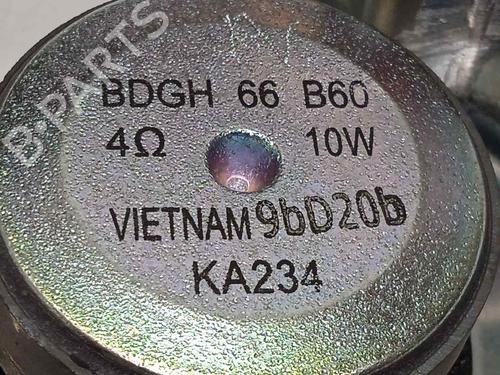 B-PARTS
BDGH 66 B60
4Ω 10W
VIETNAM 9bD20b
KA234